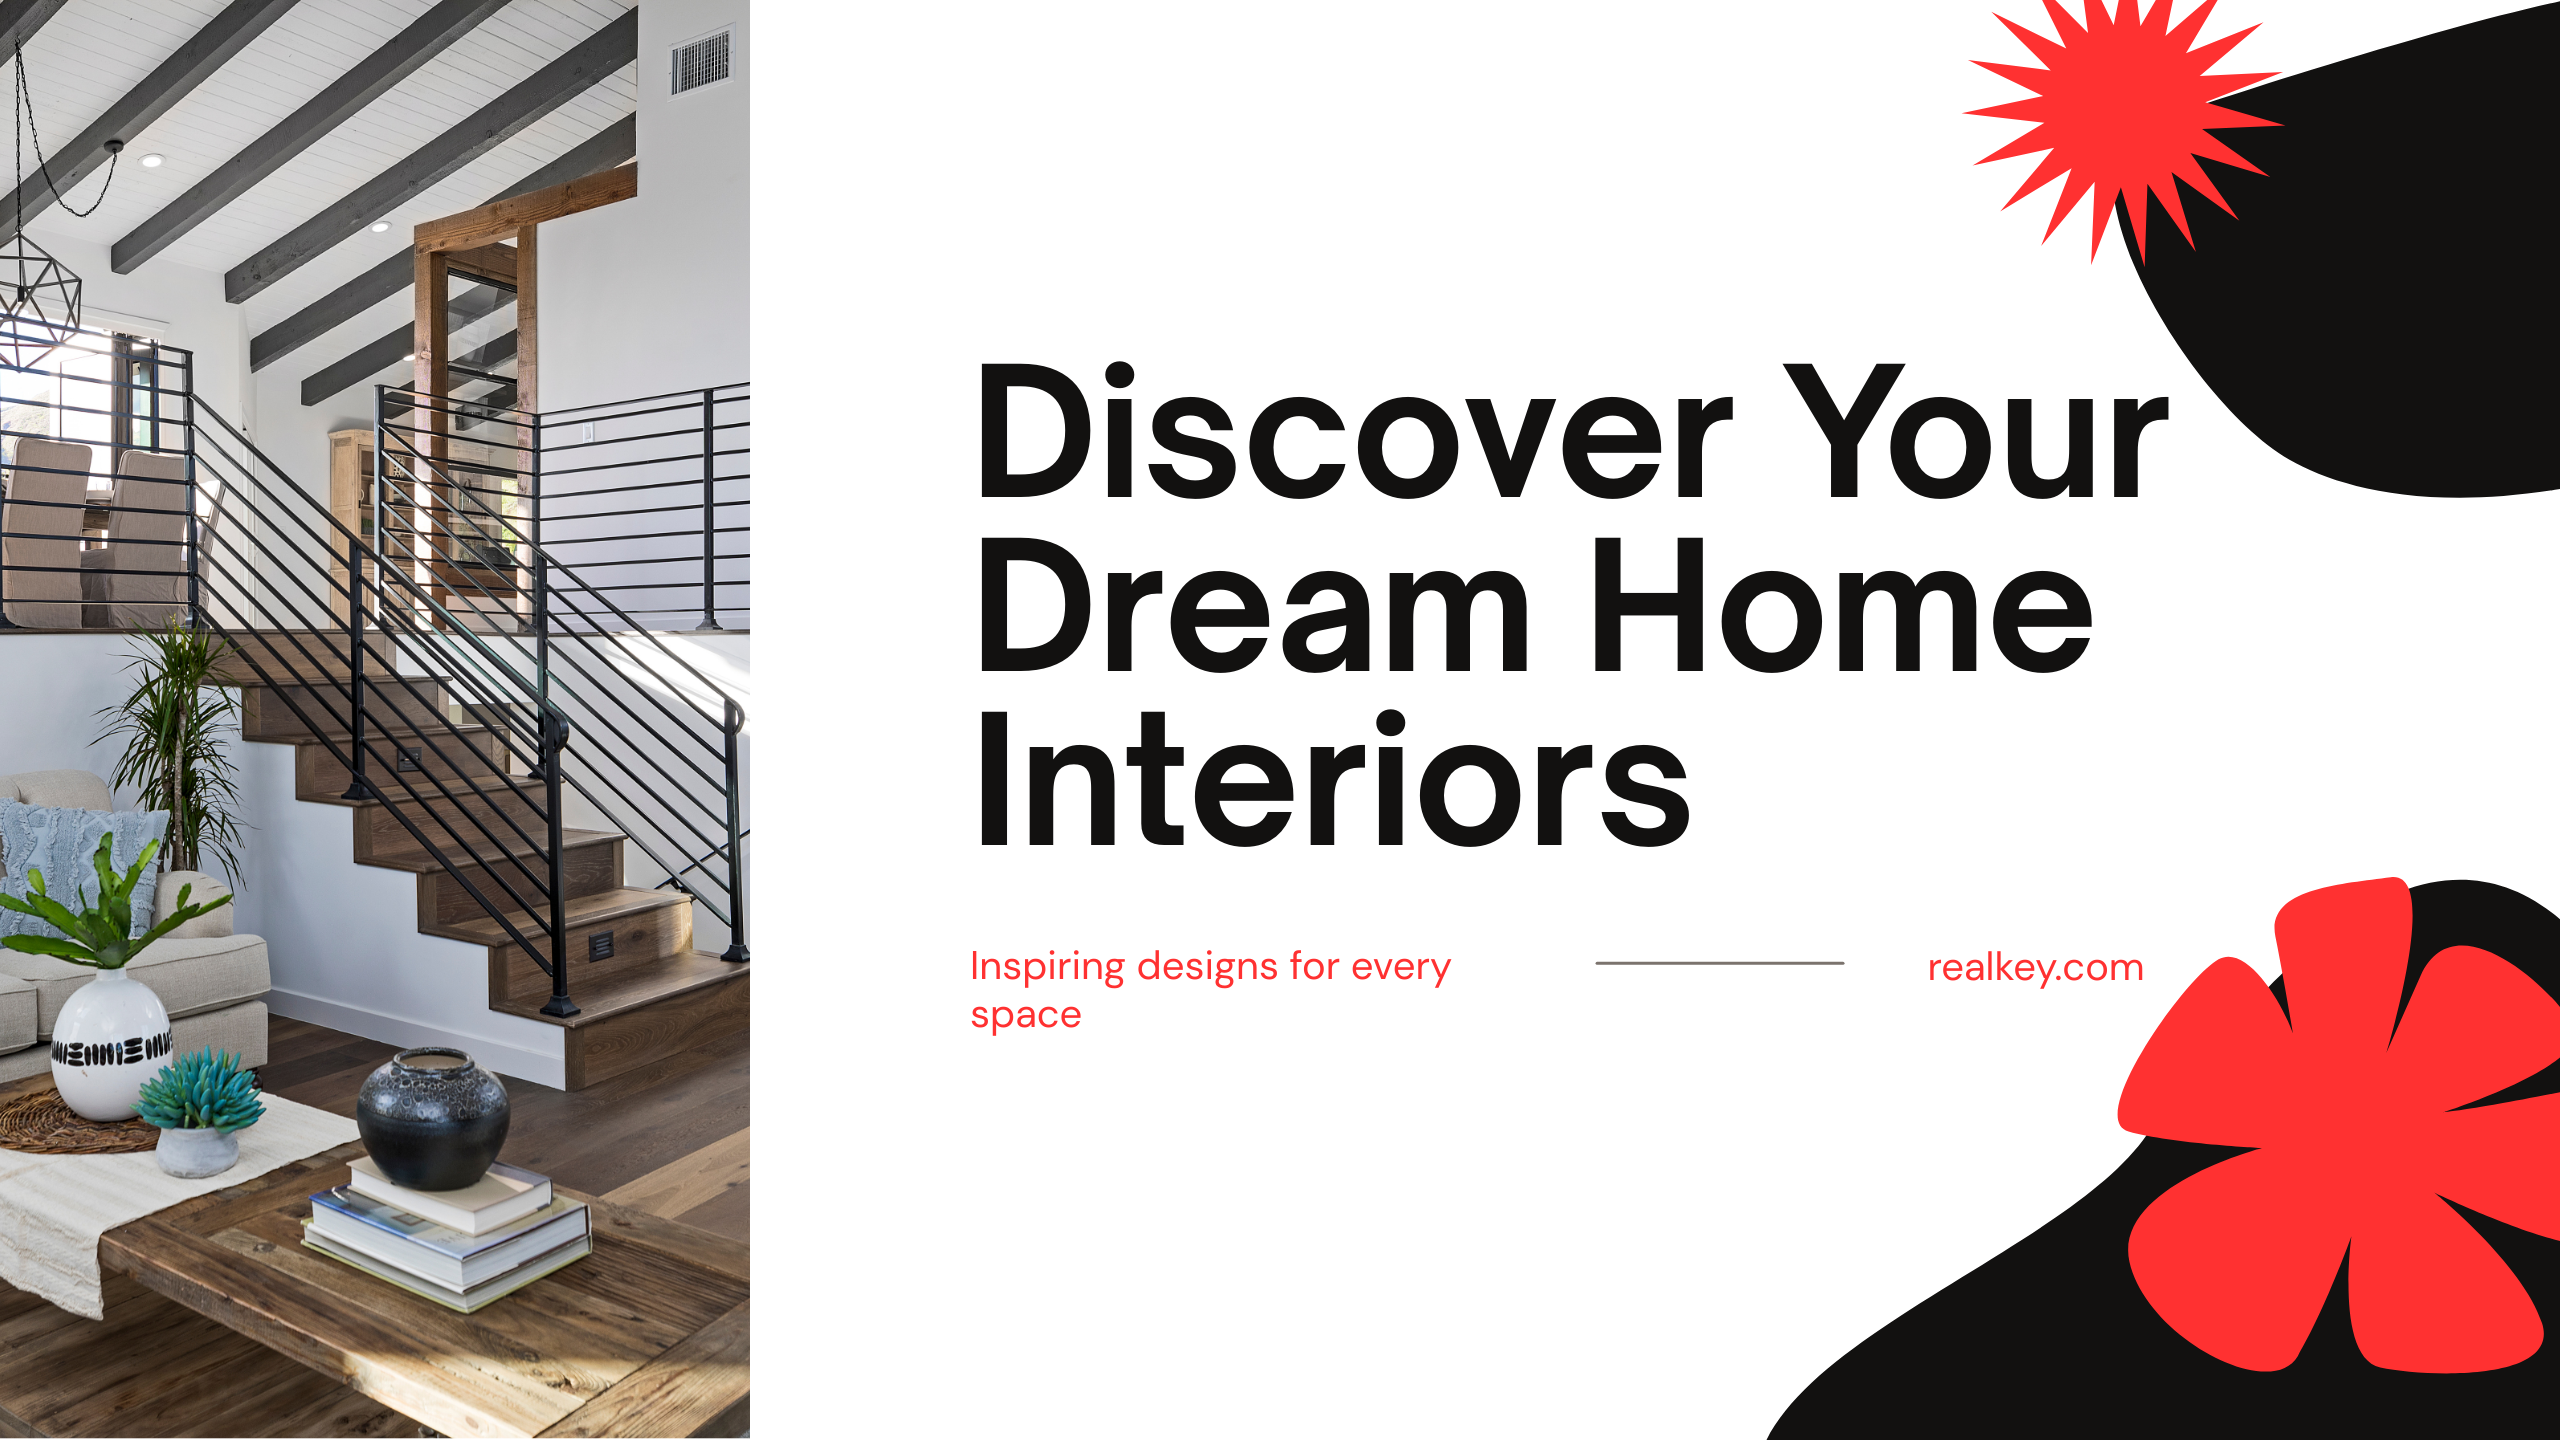 Discover Your
Dream Home
Interiors
Inspiring designs for every
space
realkey.com